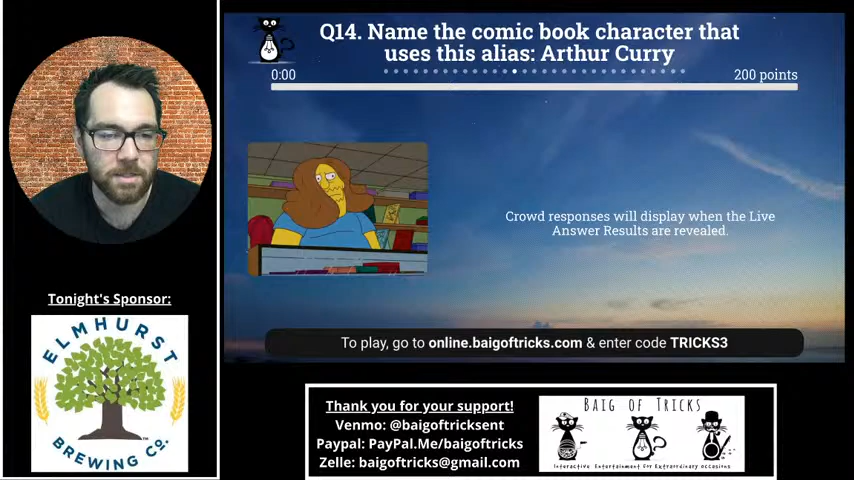 Q14. Name the comic book character that
uses this alias: Arthur Curry
0:00
200 points
Crowd responses will display when the Live
Answer Results are revealed.
To play, go to online.baigoftricks.com & enter code TRICKS3
Tonight's Sponsor:
ELMHURST
BREWING Co.
Thank you for your support!
Venmo: @baigoftricksent
Paypal: PayPal.Me/baigoftricks
Zelle: baigoftricks@gmail.com
BAIG OF TRICKS
Interactive Entertainment for Extraordinary Occasions